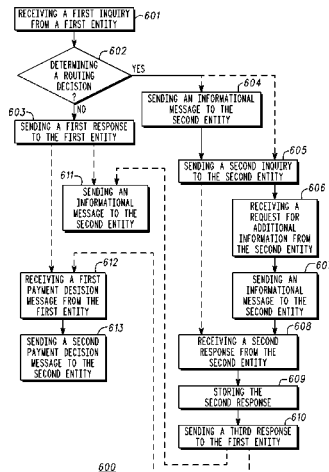 RECEIVING A FIRST INQUIRY
FROM A FIRST ENTITY
601
602
DETERMINING
A ROUTING
DECISION
?
YES
NO
603
SENDING A FIRST RESPONSE
TO THE FIRST ENTITY
604
SENDING AN INFORMATIONAL
MESSAGE TO THE
SECOND ENTITY
605
SENDING A SECOND INQUIRY
TO THE SECOND ENTITY
611
SENDING AN
INFORMATIONAL
MESSAGE TO THE
SECOND ENTITY
606
RECEIVING A
REQUEST FOR
ADDITIONAL
INFORMATION FROM
THE SECOND ENTITY
607
SENDING AN
INFORMATIONAL
MESSAGE TO THE
SECOND ENTITY
612
RECEIVING A FIRST
PAYMENT DECISION
MESSAGE FROM THE
FIRST ENTITY
608
RECEIVING A SECOND
RESPONSE FROM THE
SECOND ENTITY
613
SENDING A SECOND
PAYMENT DECISION
MESSAGE TO THE
SECOND ENTITY
609
STORING THE
SECOND RESPONSE
610
SENDING A THIRD RESPONSE
TO THE FIRST ENTITY
600